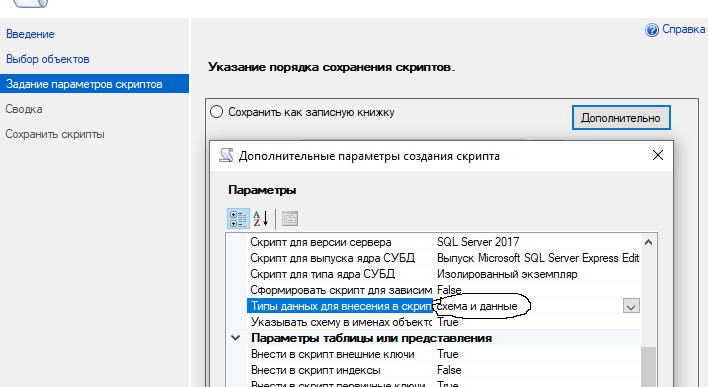 Введение
Справка
Выбор объектов
Указание порядка сохранения скриптов.
Задание параметров скриптов
Сводка
Сохранить как записную книжку
Дополнительно
Сохранить скрипты
Дополнительные параметры создания скрипта
Параметры
Скрипт для версии сервера SQL Server 2017
Скрипт для выпуска ядра СУБД Выпуск Microsoft SQL Server Express Edit
Скрипт для типа ядра СУБД Изолированный экземпляр
Сформировать скрипт для зависим False
Типы данных для внесения в скрип схема и данные
Указывать схему в именах объекто True
Параметры таблицы или представления
Внести в скрипт внешние ключи True
Внести в скрипт индексы False
Внести в скрипт первичные ключи True